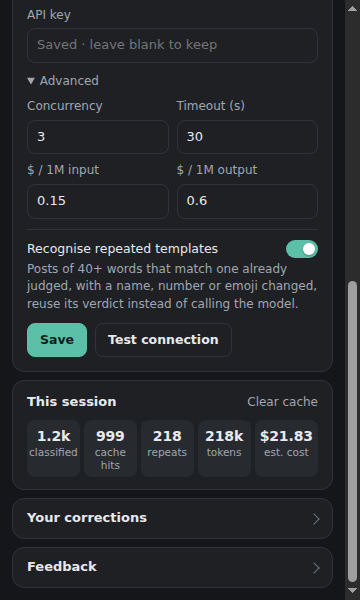 API key
Saved · leave blank to keep
▼ Advanced
Concurrency
Timeout (s)
3
30
$ / 1M input
$ / 1M output
0.15
0.6
Recognise repeated templates
Posts of 40+ words that match one already
judged, with a name, number or emoji changed,
reuse its verdict instead of calling the model.
Save
Test connection
This session
Clear cache
1.2k
classified
999
cache
hits
218
repeats
218k
tokens
$21.83
est. cost
Your corrections
Feedback